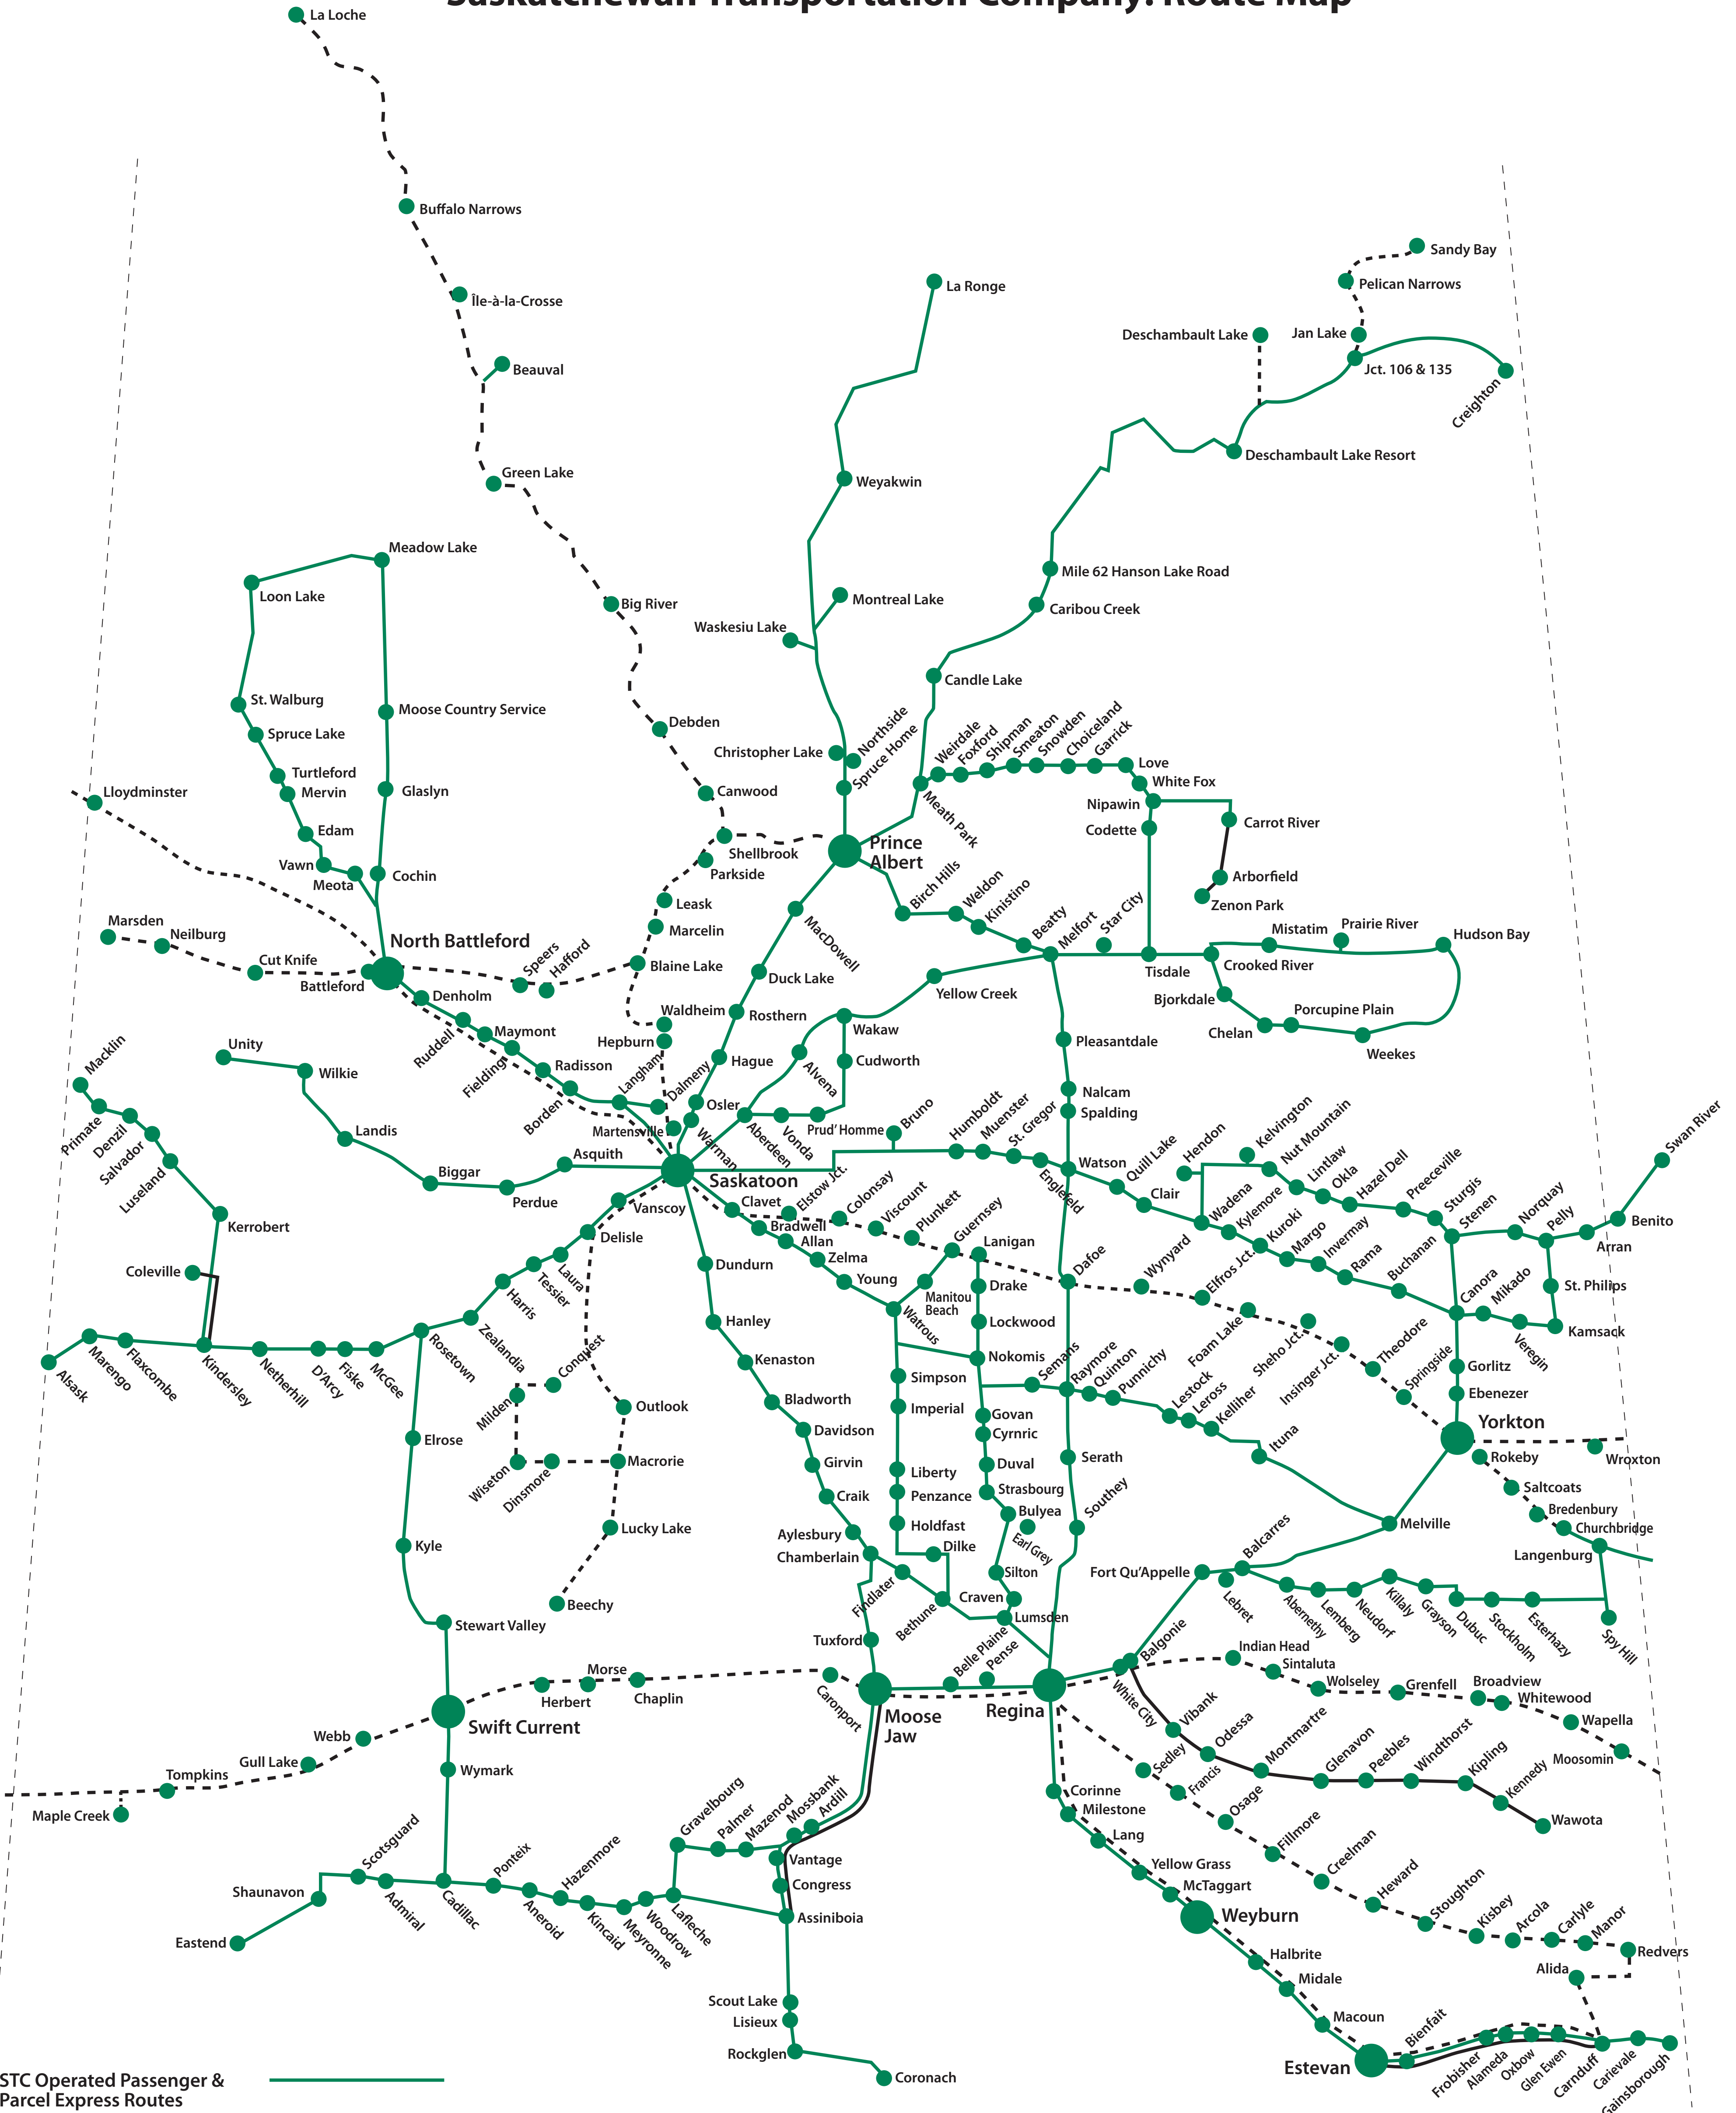 Saskatchewan Transportation Company: Route Map
La Loche
Buffalo Narrows
Île-à-la-Crosse
Beauval
Green Lake
Big River
Debden
Canwood
Shellbrook
Parkside
Leask
Marcelin
Blaine Lake
Waldheim
Hepburn
Langham
Dalmeny
Martensville
Warman
Osler
Hague
Rosthern
Duck Lake
MacDowell
La Ronge
Weyakwin
Montreal Lake
Waskesiu Lake
Christopher Lake
Northside
Spruce Home
Prince
Albert
Sandy Bay
Pelican Narrows
Jan Lake
Deschambault Lake
Jct. 106 & 135
Creighton
Deschambault Lake Resort
Mile 62 Hanson Lake Road
Caribou Creek
Candle Lake
Meath Park
Weirdale
Foxford
Shipman
Smeaton
Snowden
Choiceland
Garrick
Love
White Fox
Nipawin
Codette
Carrot River
Arborfield
Zenon Park
Meadow Lake
Loon Lake
St. Walburg
Spruce Lake
Turtleford
Mervin
Edam
Vawn
Meota
Moose Country Service
Glaslyn
Cochin
Lloydminster
Marsden
Neilburg
Cut Knife
Battleford
North Battleford
Speers
Hafford
Denholm
Ruddell
Maymont
Fielding
Radisson
Borden
Birch Hills
Weldon
Kinistino
Beatty
Melfort
Star City
Tisdale
Crooked River
Mistatim
Prairie River
Hudson Bay
Bjorkdale
Chelan
Porcupine Plain
Weekes
Yellow Creek
Wakaw
Cudworth
Alvena
Aberdeen
Vonda
Prud' Homme
Pleasantdale
Nalcam
Spalding
Watson
Bruno
Humboldt
Muenster
St. Gregor
Englefeld
Quill Lake
Clair
Hendon
Kelvington
Nut Mountain
Lintlaw
Okla
Hazel Dell
Preeceville
Sturgis
Stenen
Norquay
Pelly
Arran
Benito
Swan River
St. Philips
Kamsack
Veregin
Mikado
Canora
Buchanan
Rama
Invermay
Margo
Kuroki
Kylemore
Wadena
Macklin
Primate
Denzil
Salvador
Luseland
Kerrobert
Coleville
Unity
Wilkie
Landis
Biggar
Perdue
Asquith
Saskatoon
Vanscoy
Delisle
Laura
Tessier
Harris
Zealandia
Rosetown
McGee
Fiske
D'Arcy
Netherhill
Kindersley
Flaxcombe
Marengo
Alsask
Clavet
Elstow Jct.
Bradwell
Allan
Zelma
Young
Colonsay
Viscount
Plunkett
Guernsey
Lanigan
Manitou
Beach
Watrous
Drake
Lockwood
Nokomis
Dafoe
Wynyard
Elfros Jct.
Foam Lake
Sheho Jct.
Insinger Jct.
Theodore
Springside
Gorlitz
Ebenezer
Yorkton
Wroxton
Rokeby
Saltcoats
Bredenbury
Churchbridge
Langenburg
Spy Hill
Dundurn
Hanley
Kenaston
Bladworth
Davidson
Girvin
Craik
Aylesbury
Chamberlain
Findlater
Bethune
Tuxford
Conquest
Milden
Wiseton
Dinsmore
Outlook
Macrorie
Lucky Lake
Beechy
Elrose
Kyle
Stewart Valley
Simpson
Imperial
Liberty
Penzance
Holdfast
Dilke
Semans
Raymore
Quinton
Punnichy
Lestock
Leross
Kelliher
Ituna
Melville
Govan
Cyrnric
Duval
Strasbourg
Bulyea
Earl Grey
Silton
Craven
Lumsden
Serath
Southey
Fort Qu'Appelle
Lebret
Balcarres
Abernethy
Lemberg
Neudorf
Killaly
Grayson
Dubuc
Stockholm
Esterhazy
Swift Current
Herbert
Morse
Chaplin
Caronport
Moose
Jaw
Belle Plaine
Pense
Regina
White City
Balgonie
Indian Head
Sintaluta
Wolseley
Grenfell
Broadview
Whitewood
Wapella
Moosomin
Vibank
Odessa
Montmartre
Glenavon
Peebles
Windthorst
Kipling
Kennedy
Wawota
Webb
Gull Lake
Tompkins
Maple Creek
Wymark
Scotsguard
Shaunavon
Eastend
Admiral
Cadillac
Ponteix
Aneroid
Hazenmore
Kincaid
Meyronne
Woodrow
Lafleche
Gravelbourg
Palmer
Mazenod
Mossbank
Ardill
Vantage
Congress
Assiniboia
Scout Lake
Lisieux
Rockglen
Coronach
Corinne
Milestone
Lang
Yellow Grass
McTaggart
Weyburn
Halbrite
Midale
Macoun
Estevan
Bienfait
Frobisher
Alameda
Oxbow
Glen Ewen
Carnduff
Carievale
Gainsborough
Sedley
Francis
Osage
Fillmore
Creelman
Heward
Stoughton
Kisbey
Arcola
Carlyle
Manor
Redvers
Alida
STC Operated Passenger &
Parcel Express Routes